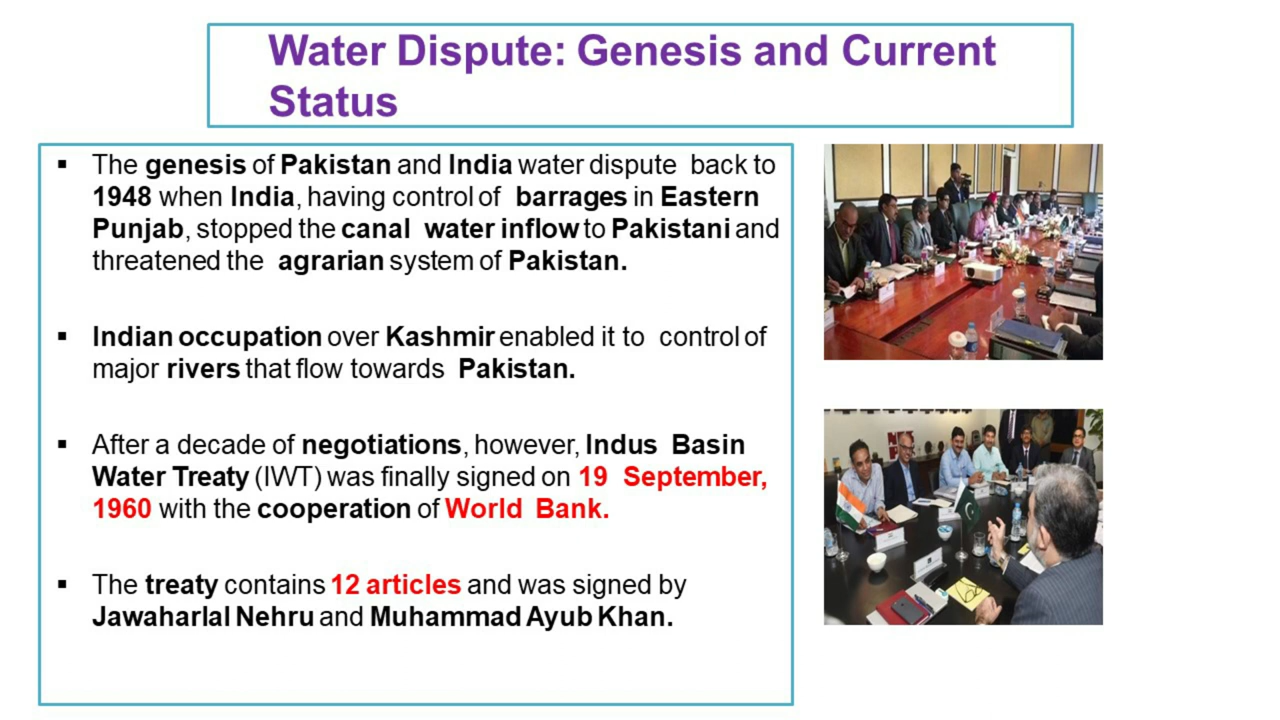 Water Dispute: Genesis and Current
Status
▪ The genesis of Pakistan and India water dispute back to
1948 when India, having control of barrages in Eastern
Punjab, stopped the canal water inflow to Pakistani and
threatened the agrarian system of Pakistan.
▪ Indian occupation over Kashmir enabled it to control of
major rivers that flow towards Pakistan.
▪ After a decade of negotiations, however, Indus Basin
Water Treaty (IWT) was finally signed on 19 September,
1960 with the cooperation of World Bank.
▪ The treaty contains 12 articles and was signed by
Jawaharlal Nehru and Muhammad Ayub Khan.